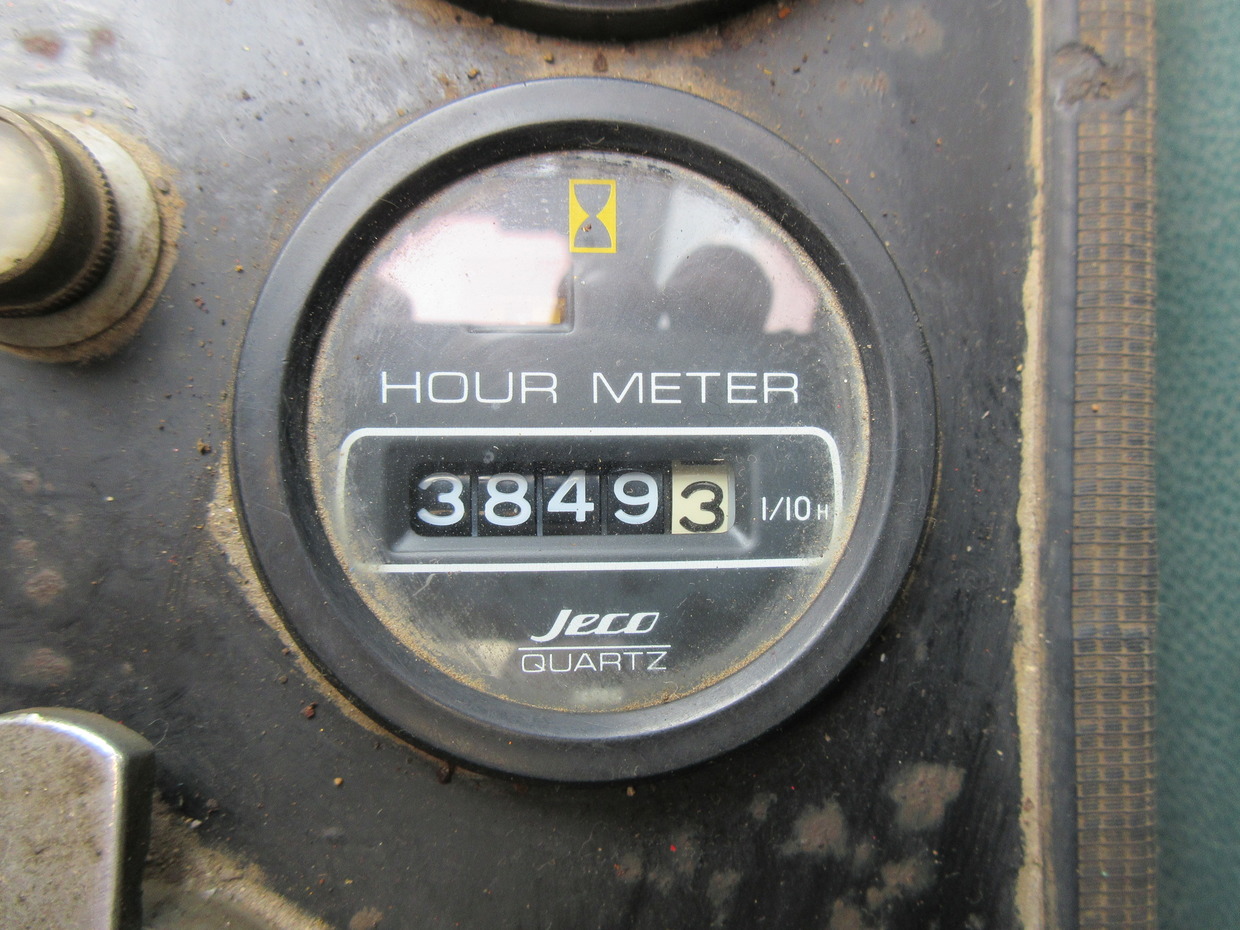 HOUR METER
38493 1/10 H
Jeco
QUARTZ